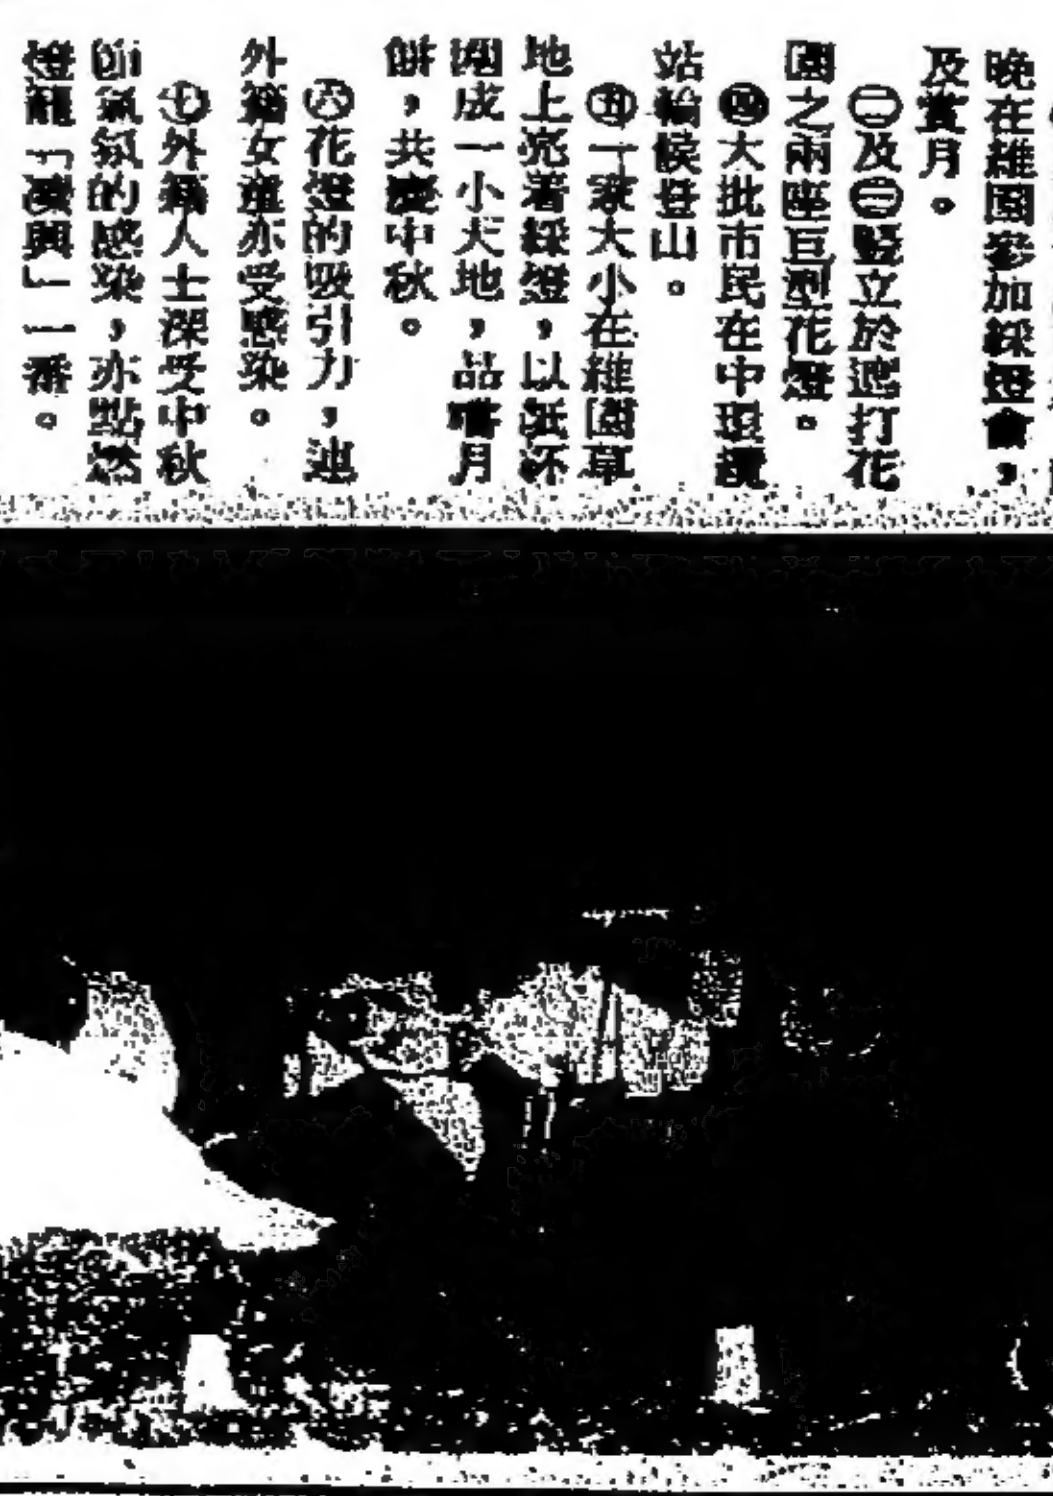 晚在維園參加綵燈會，
及賞月。
㊁及㊂豎立於遮打花
園之兩座巨型花燈。
㊃大批市民在中環纜
站輪候登山。
㊄一家大小在維園草
地上亮着綵燈，以紙杯
圍成一小天地，品嚐月
餅，共慶中秋。
㊅花燈的吸引力，連
外籍女童亦受感染。
㊆外籍人士深受中秋
節氣氛的感染，亦點燃
燈籠「湊興」一番。